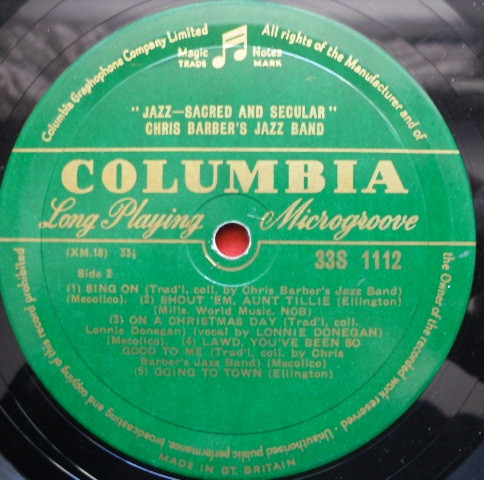 Columbia Graphophone Company Limited
All rights of the Manufacturer and of
the Owner of the recorded work reserved - Unauthorised public performance, broadcasting and copying of this record prohibited
Magic Notes
TRADE MARK
"JAZZ—SACRED AND SECULAR"
CHRIS BARBER'S JAZZ BAND
COLUMBIA
Long Playing Microgroove
(XM.18) 33⅓ 33S 1112
Side 2
(1) SING ON (Trad'l, coll. by Chris Barber's Jazz Band)
(Mecolico). (2) SHOUT 'EM, AUNT TILLIE (Ellington)
(Mills. World Music. NCB)
(3) ON A CHRISTMAS DAY (Trad'l, coll.
Lonnie Donegan) (vocal by LONNIE DONEGAN)
(Mecolico). (4) LAWD, YOU'VE BEEN SO
GOOD TO ME (Trad'l, coll. by Chris
Barber's Jazz Band) (Mecolico)
(5) GOING TO TOWN (Ellington)
MADE IN GT. BRITAIN